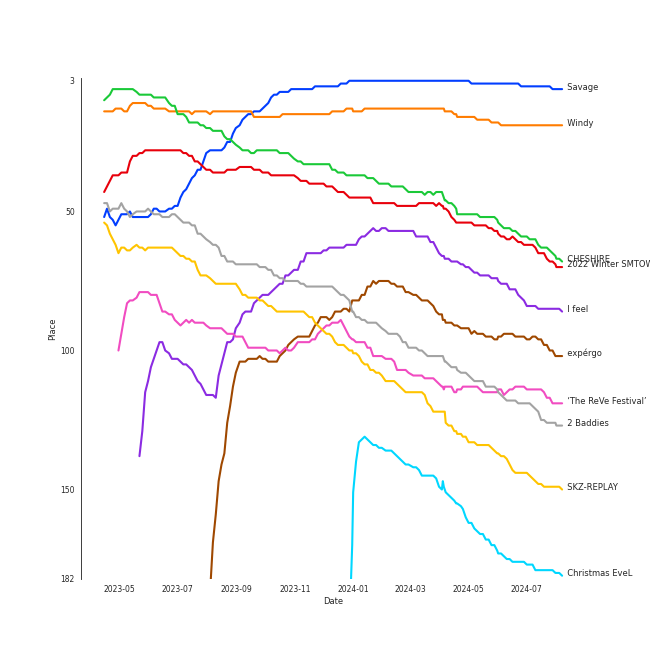 3
50
100
150
182
Place
2023-05
2023-07
2023-09
2023-11
2024-01
2024-03
2024-05
2024-07
Date
Savage
Windy
CHESHIRE
2022 Winter SMTOW
I feel
expérgo
'The ReVe Festival'
2 Baddies
SKZ-REPLAY
Christmas EveL